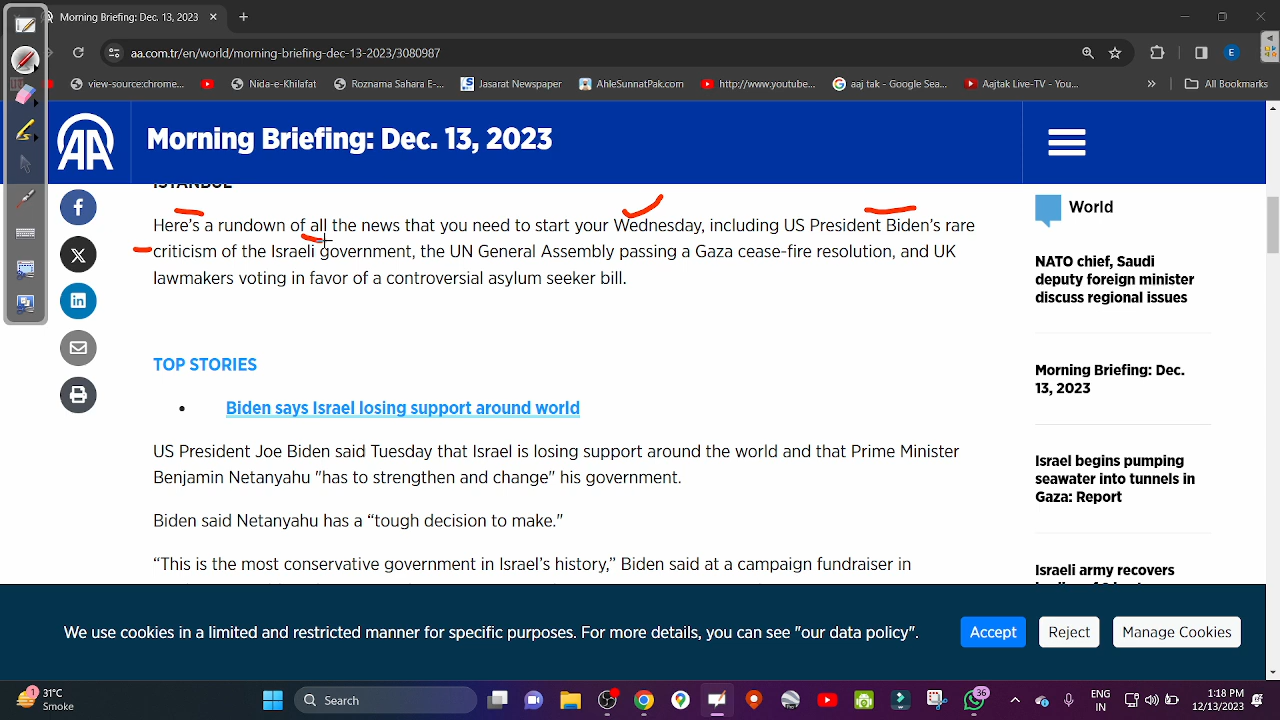 Morning Briefing: Dec. 13, 2023
aa.com.tr/en/world/morning-briefing-dec-13-2023/3080987
E
view-source:chrome...
Nida-e-Khilafat
Roznama Sahara E-...
Jasarat Newspaper
AhleSunnatPak.com
http://www.youtube...
aaj tak - Google Sea...
Aajtak Live-TV - You...
All Bookmarks
AA
Morning Briefing: Dec. 13, 2023
ISTANBUL
Here's a rundown of all the news that you need to start your Wednesday, including US President Biden's rare
criticism of the Israeli government, the UN General Assembly passing a Gaza cease-fire resolution, and UK
lawmakers voting in favor of a controversial asylum seeker bill.
TOP STORIES
• Biden says Israel losing support around world
US President Joe Biden said Tuesday that Israel is losing support around the world and that Prime Minister
Benjamin Netanyahu "has to strengthen and change" his government.
Biden said Netanyahu has a “tough decision to make.”
“This is the most conservative government in Israel’s history,” Biden said at a campaign fundraiser in
World
NATO chief, Saudi
deputy foreign minister
discuss regional issues
Morning Briefing: Dec.
13, 2023
Israel begins pumping
seawater into tunnels in
Gaza: Report
Israeli army recovers
We use cookies in a limited and restricted manner for specific purposes. For more details, you can see "our data policy".
Accept
Reject
Manage Cookies
1
3°C
Smoke
Search
36
ENG
IN
1:18 PM
12/13/2023